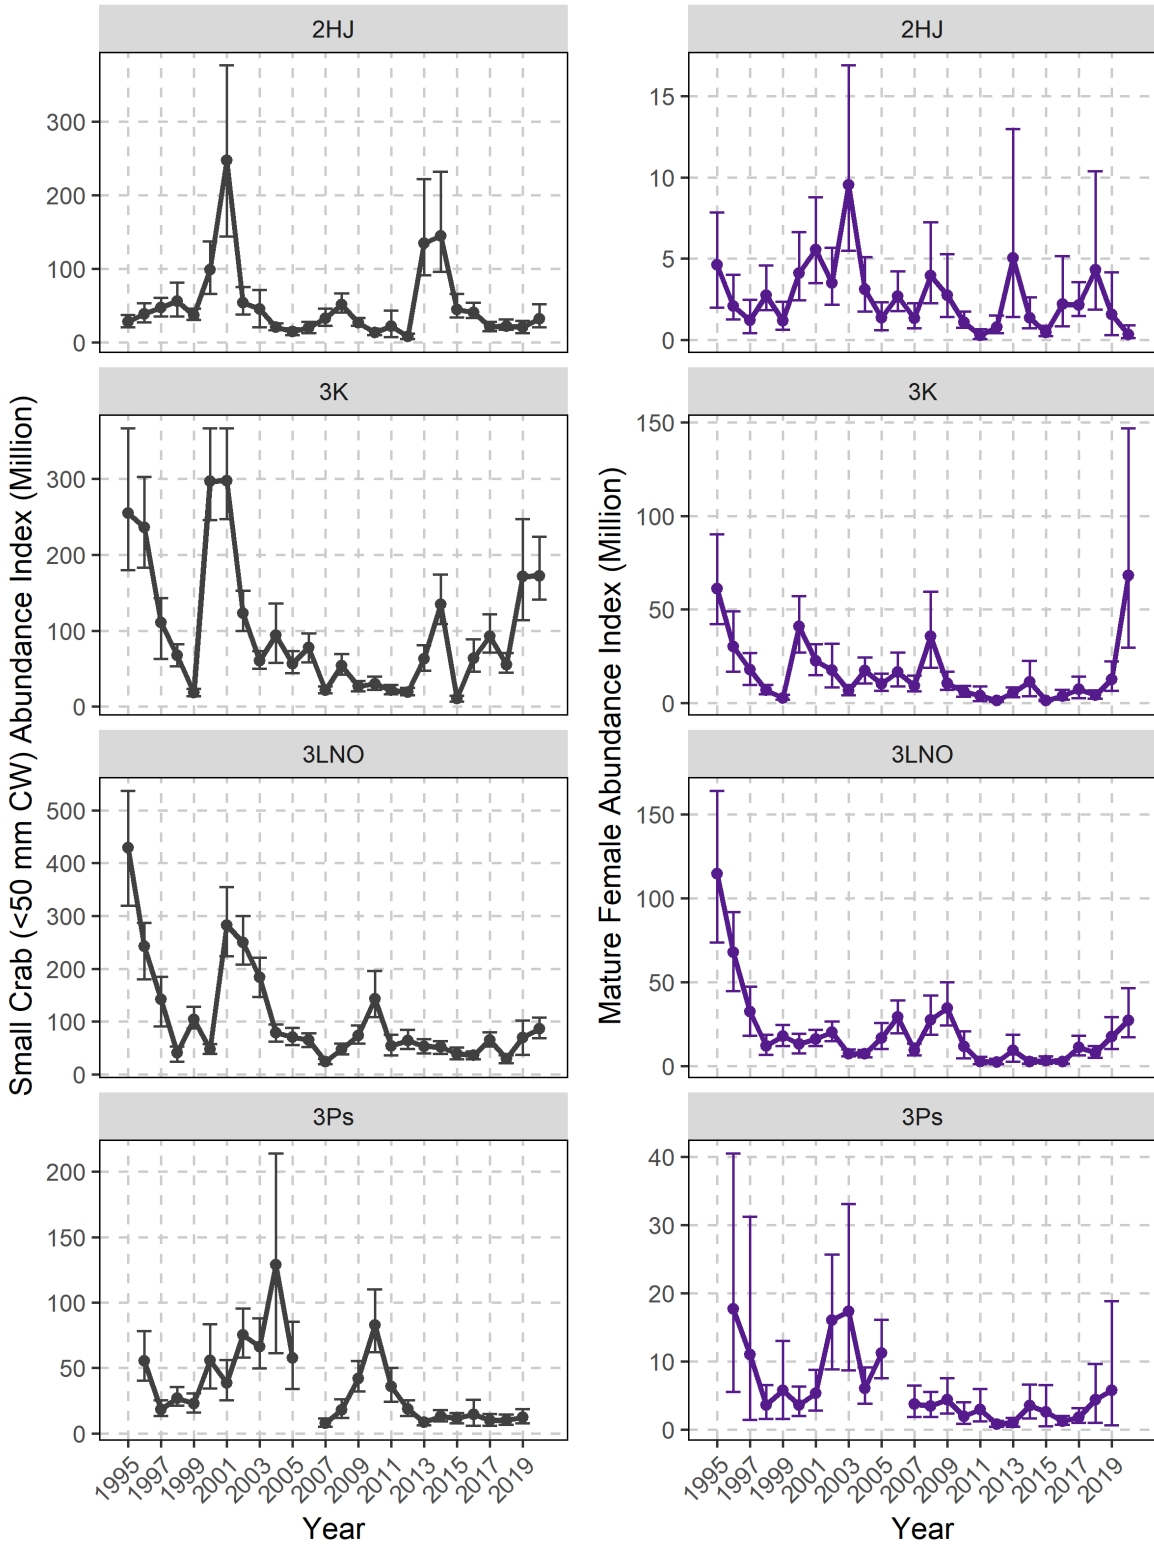 2HJ
2HJ
300
200
100
0
15
10
5
0
3K
3K
300
200
100
0
150
100
50
0
Small Crab (<50 mm CW) Abundance Index (Million)
Mature Female Abundance Index (Million)
3LNO
3LNO
500
400
300
200
100
0
150
100
50
0
3Ps
3Ps
200
150
100
50
0
40
30
20
10
0
1995 1997 1999 2001 2003 2005 2007 2009 2011 2013 2015 2017 2019
1995 1997 1999 2001 2003 2005 2007 2009 2011 2013 2015 2017 2019
Year
Year